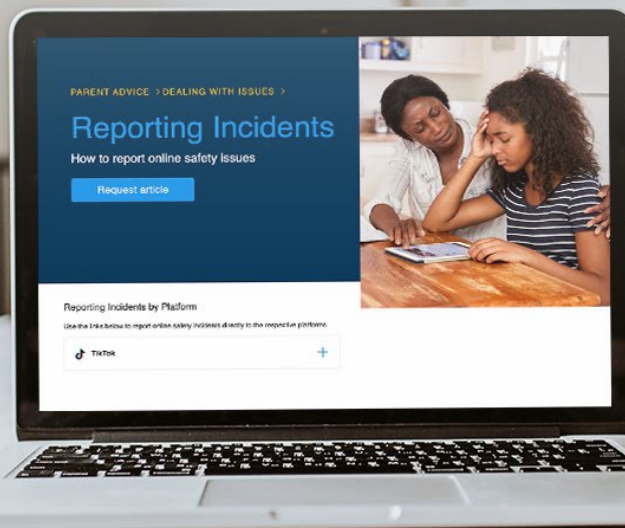 PARENT ADVICE > DEALING WITH ISSUES >
Reporting Incidents
How to report online safety issues
Request article
Reporting Incidents by Platform
Use the links below to report online safety incidents directly to the respective platforms.
TikTok +